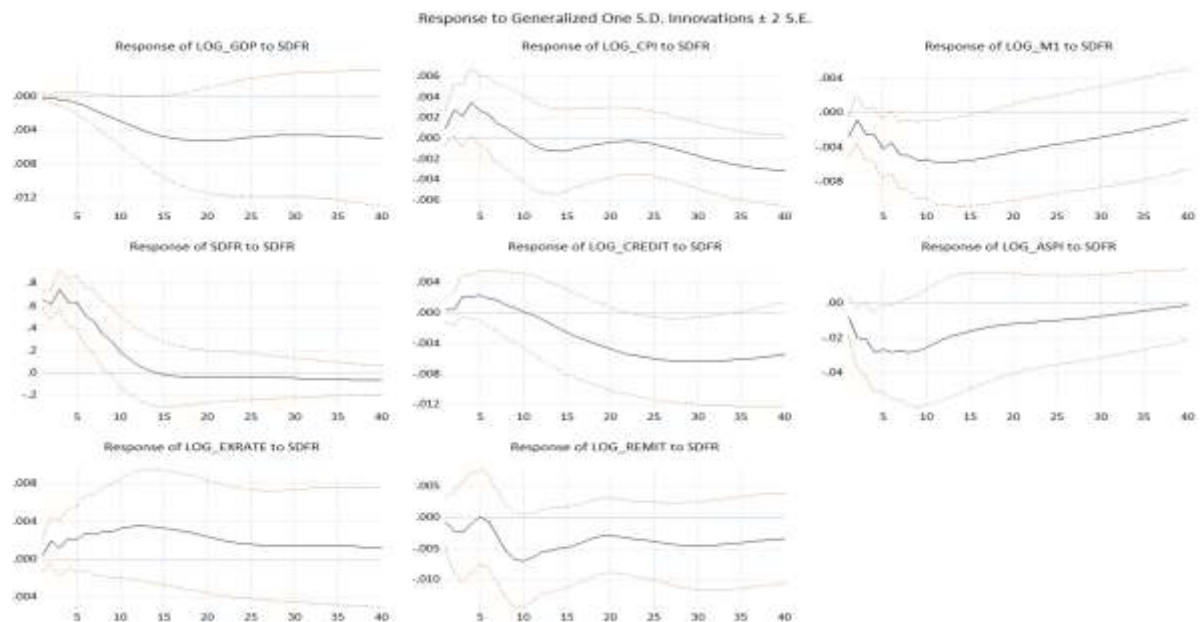 Response to Generalized One S.D. Innovations ± 2 S.E.
Response of LOG_GDP to SDFR
.000
.004
.008
.012
5 10 15 20 25 30 35 40
Response of LOG_CPI to SDFR
.006
.004
.002
.000
.002
.004
.006
5 10 15 20 25 30 35 40
Response of LOG_M1 to SDFR
.004
.000
-.004
-.008
5 10 15 20 25 30 35 40
Response of SDFR to SDFR
.8
.6
.4
.2
.0
-.2
5 10 15 20 25 30 35 40
Response of LOG_CREDIT to SDFR
.004
.000
-.004
-.008
-.012
5 10 15 20 25 30 35 40
Response of LOG_ASPI to SDFR
.00
-.02
-.04
5 10 15 20 25 30 35 40
Response of LOG_EXRATE to SDFR
.008
.004
.000
.004
5 10 15 20 25 30 35 40
Response of LOG_REMIT to SDFR
.005
.000
-.005
-.010
5 10 15 20 25 30 35 40